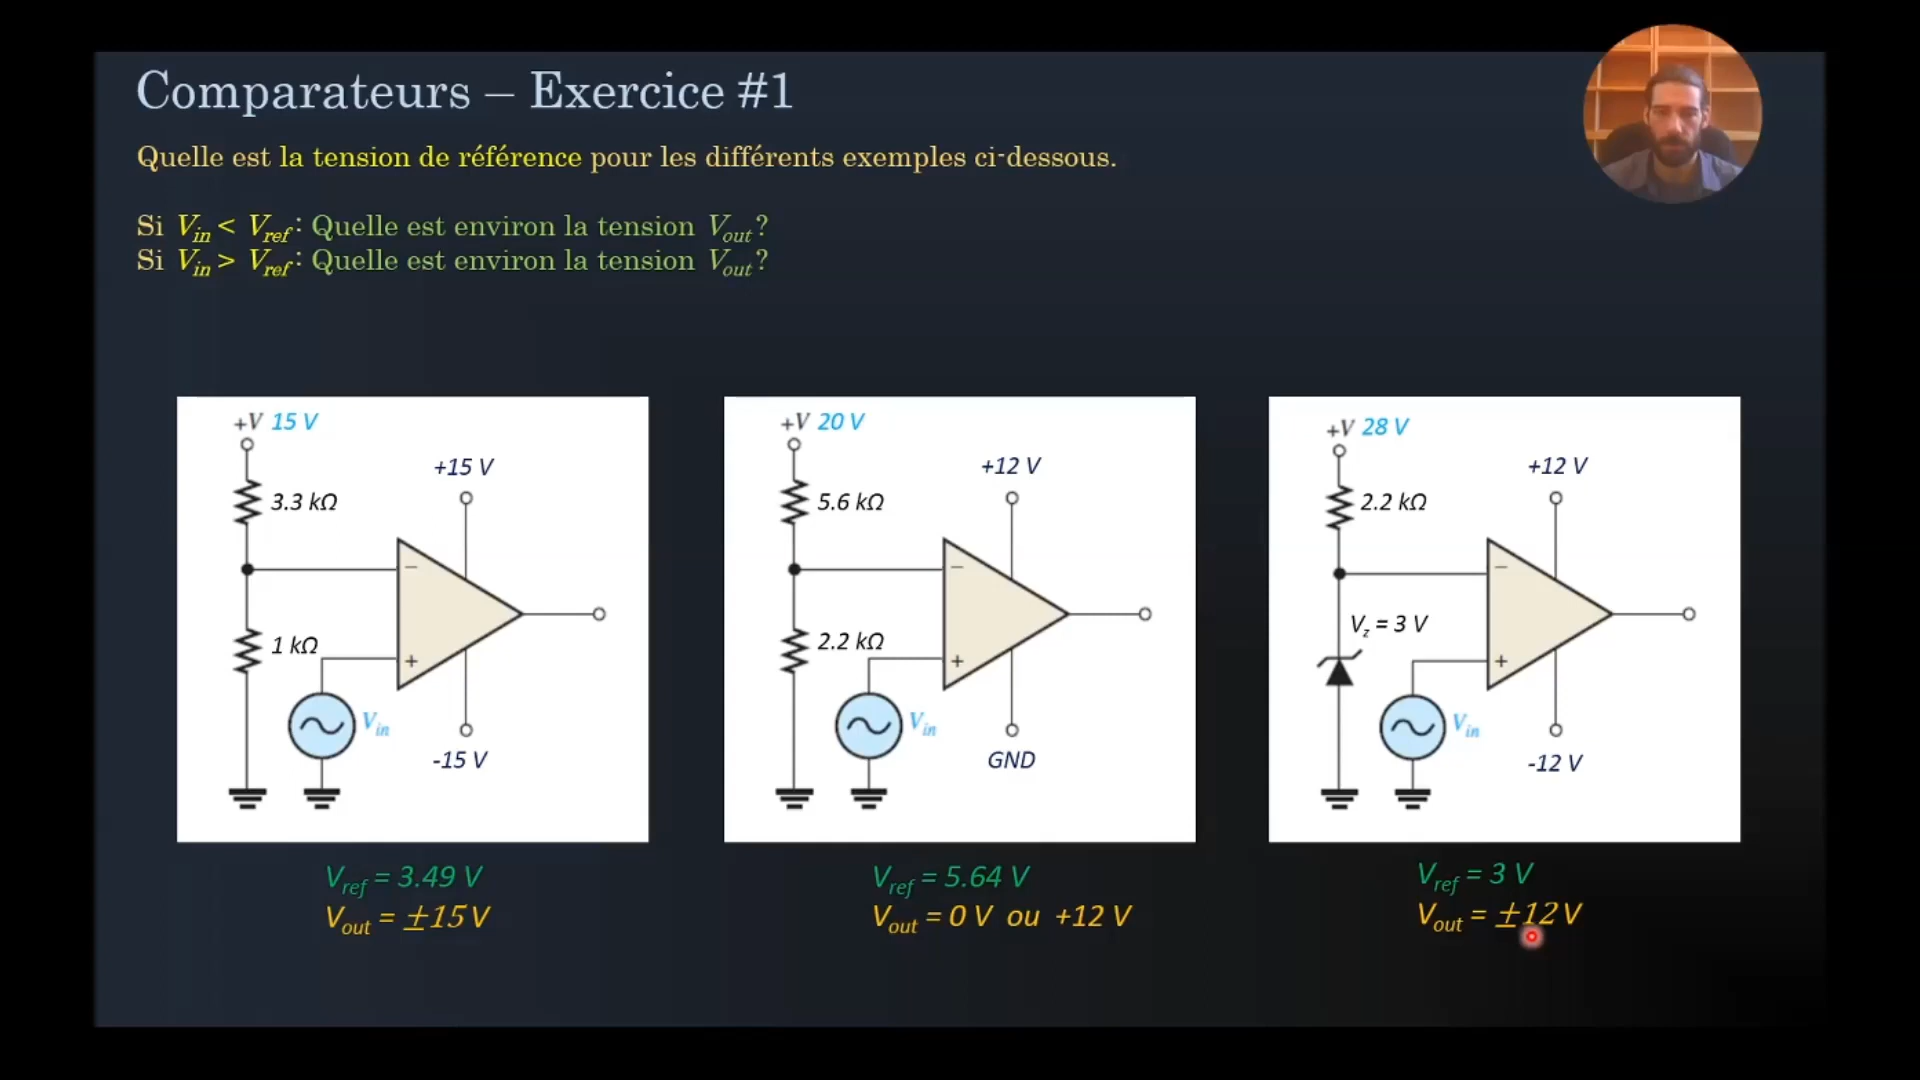 Comparateurs – Exercice #1
Quelle est la tension de référence pour les différents exemples ci-dessous.
Si Vin < Vref : Quelle est environ la tension Vout ?
Si Vin > Vref : Quelle est environ la tension Vout ?
+V 15 V
+15 V
3.3 kΩ
−
1 kΩ
+
Vin
-15 V
Vref = 3.49 V
Vout = ±15 V
+V 20 V
+12 V
5.6 kΩ
−
2.2 kΩ
+
Vin
GND
Vref = 5.64 V
Vout = 0 V ou +12 V
+V 28 V
+12 V
2.2 kΩ
−
Vz = 3 V
+
Vin
-12 V
Vref = 3 V
Vout = ±12 V